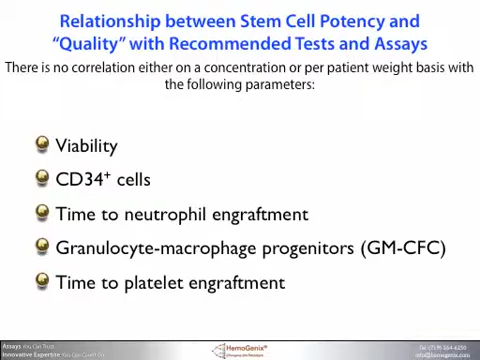 Relationship between Stem Cell Potency and
“Quality” with Recommended Tests and Assays
There is no correlation either on a concentration or per patient weight basis with
the following parameters:
Viability
CD34⁺ cells
Time to neutrophil engraftment
Granulocyte-macrophage progenitors (GM-CFC)
Time to platelet engraftment
Assays You Can Trust.
Innovative Expertise You Can Count On.
HemoGenix®
Tel: (719) 264-6250
info@hemogenix.com